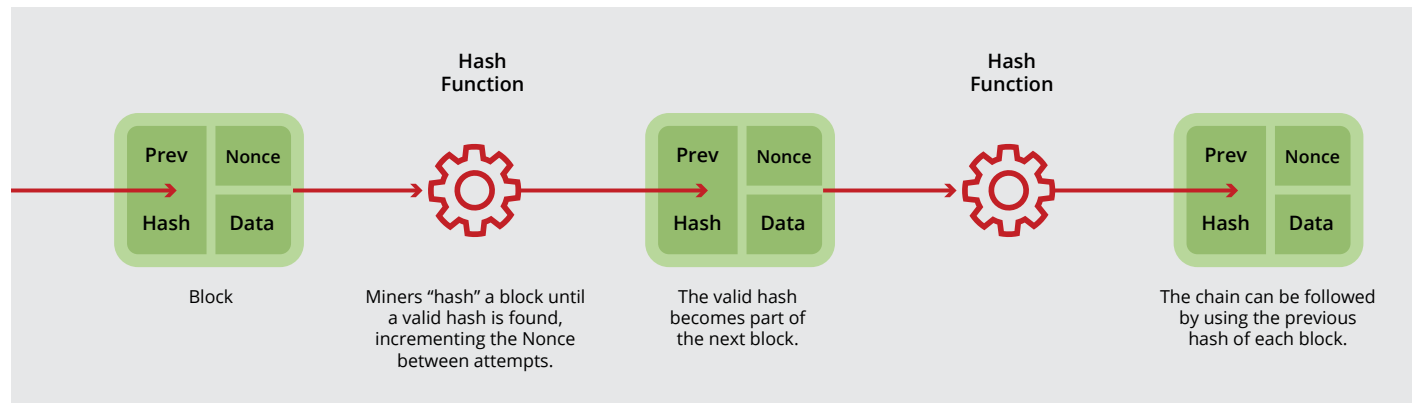 Hash
Function
Hash
Function
Prev
Hash
Nonce
Data
Prev
Hash
Nonce
Data
Prev
Hash
Nonce
Data
Block
Miners “hash” a block until
a valid hash is found,
incrementing the Nonce
between attempts.
The valid hash
becomes part of
the next block.
The chain can be followed
by using the previous
hash of each block.